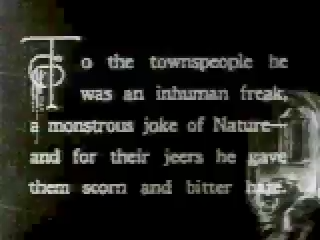 To the townspeople he
was an inhuman freak,
a monstrous joke of Nature—
and for their jeers he gave
them scorn and bitter hate.